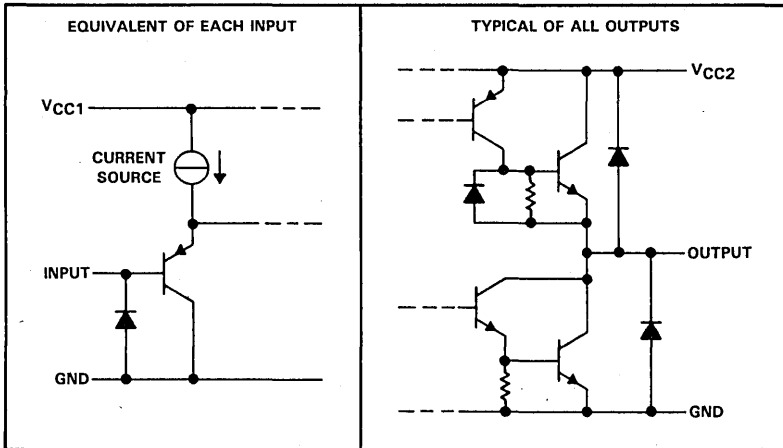 EQUIVALENT OF EACH INPUT
VCC1
CURRENT
SOURCE
INPUT
GND
TYPICAL OF ALL OUTPUTS
VCC2
OUTPUT
GND